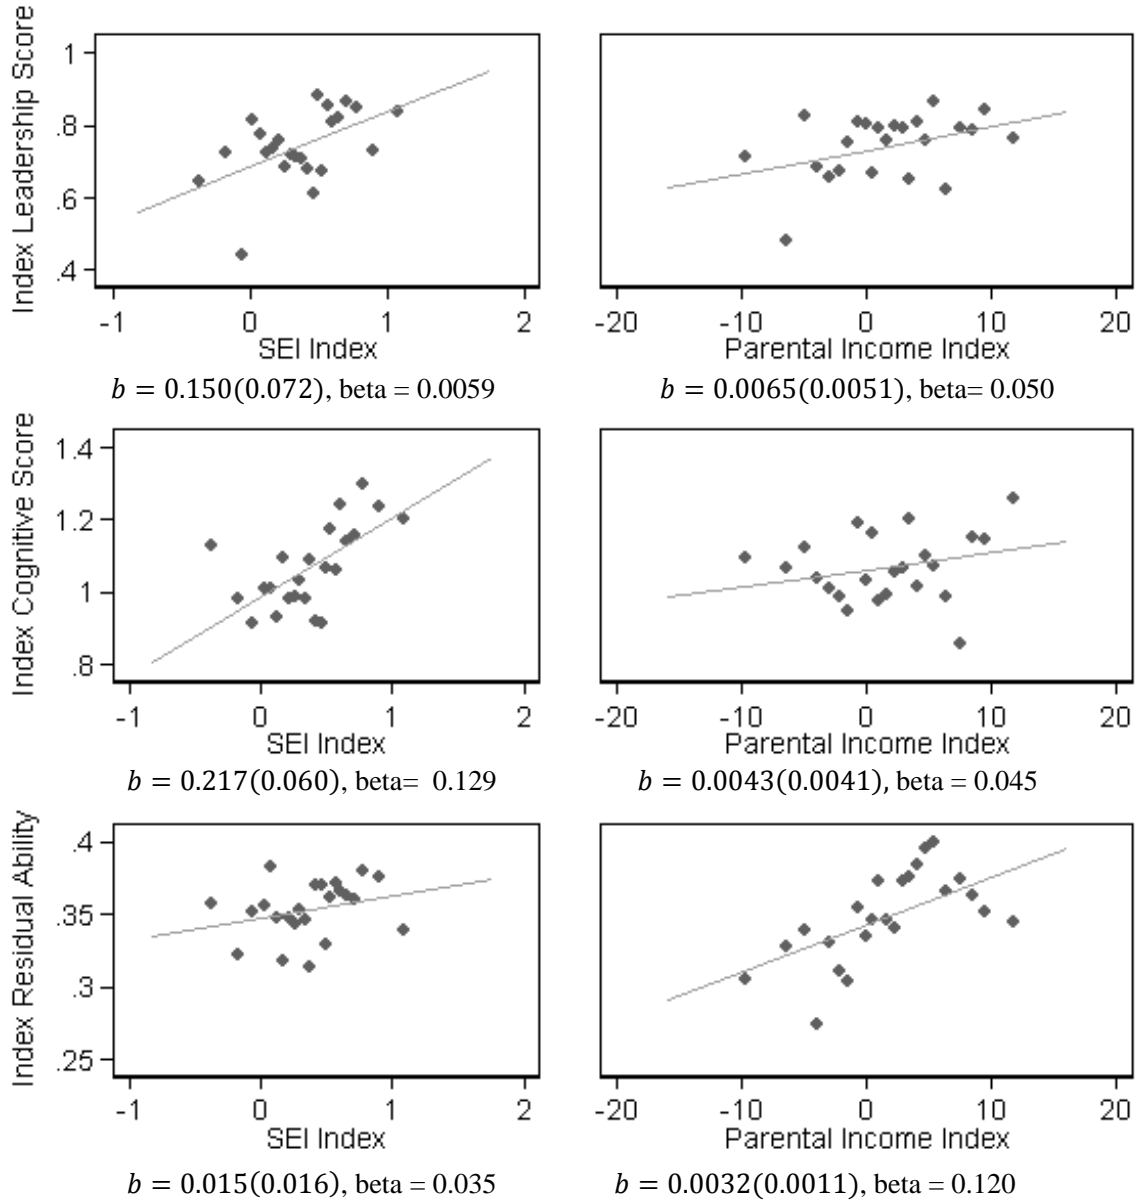 Index Leadership Score
1
.8
.6
.4
-1 0 1 2
SEI Index
-20 -10 0 10 20
Parental Income Index
b = 0.150(0.072), beta = 0.0059
b = 0.0065(0.0051), beta= 0.050
Index Cognitive Score
1.4
1.2
1
.8
-1 0 1 2
SEI Index
-20 -10 0 10 20
Parental Income Index
b = 0.217(0.060), beta= 0.129
b = 0.0043(0.0041), beta = 0.045
Index Residual Ability
.4
.35
.3
.25
-1 0 1 2
SEI Index
-20 -10 0 10 20
Parental Income Index
b = 0.015(0.016), beta = 0.035
b = 0.0032(0.0011), beta = 0.120